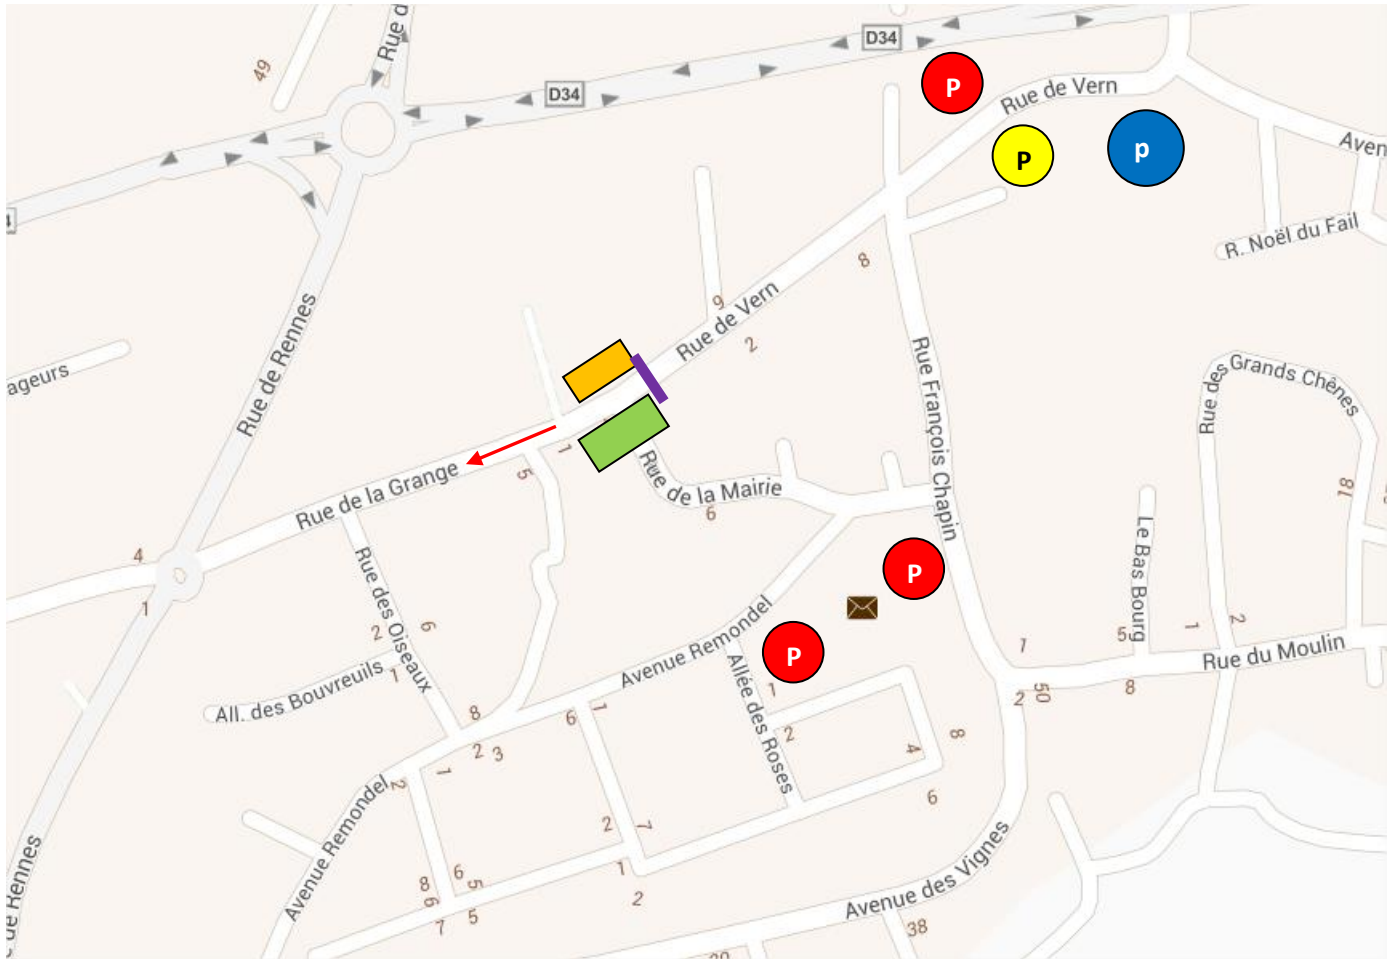 Rue d
49
D34
D34
P
Rue de Vern
P
p
Aven
4
R. Noël du Fail
8
Rue de Rennes
9
Rue de Vern
2
ageurs
Rue François Chapin
Rue des Grands Chênes
1
5
Rue de la Grange
Rue de la Mairie
6
18
4
1
Rue des Oiseaux
2
6
All. des Bouvreuils
1
P
Le Bas Bourg
Avenue Remondel
P
Allée des Roses
1
2
1
5
9
1
2
Rue du Moulin
2
50
8
8
6
1
2
3
1
2
4
8
6
Avenue Remondel
2
7
1
2
8
6
6
5
7
5
Avenue des Vignes
38
e de Rennes